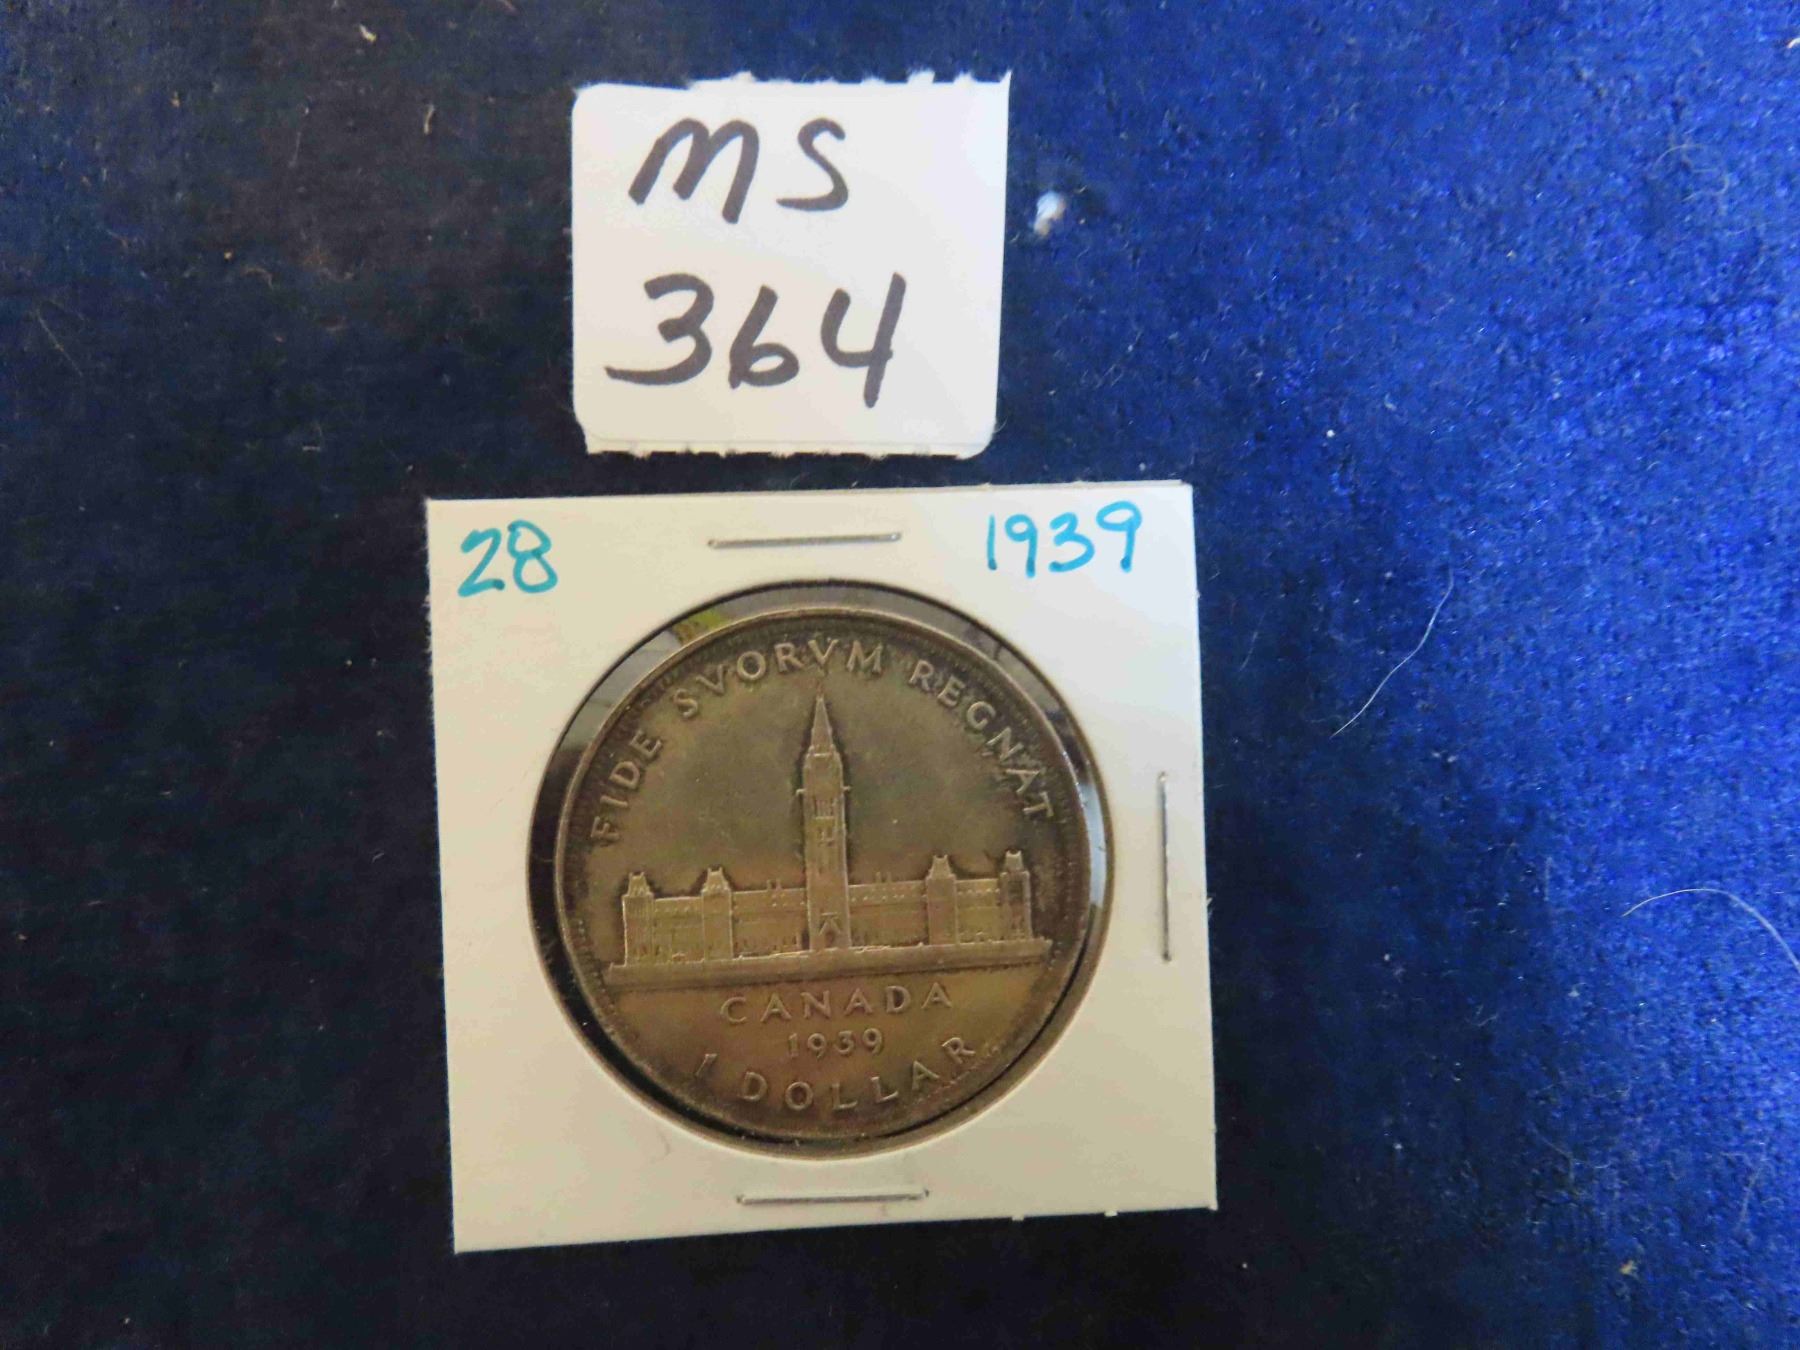 MS
364
28 1939
FIDE SVORVM REGNAT
CANADA
1939
1 DOLLAR